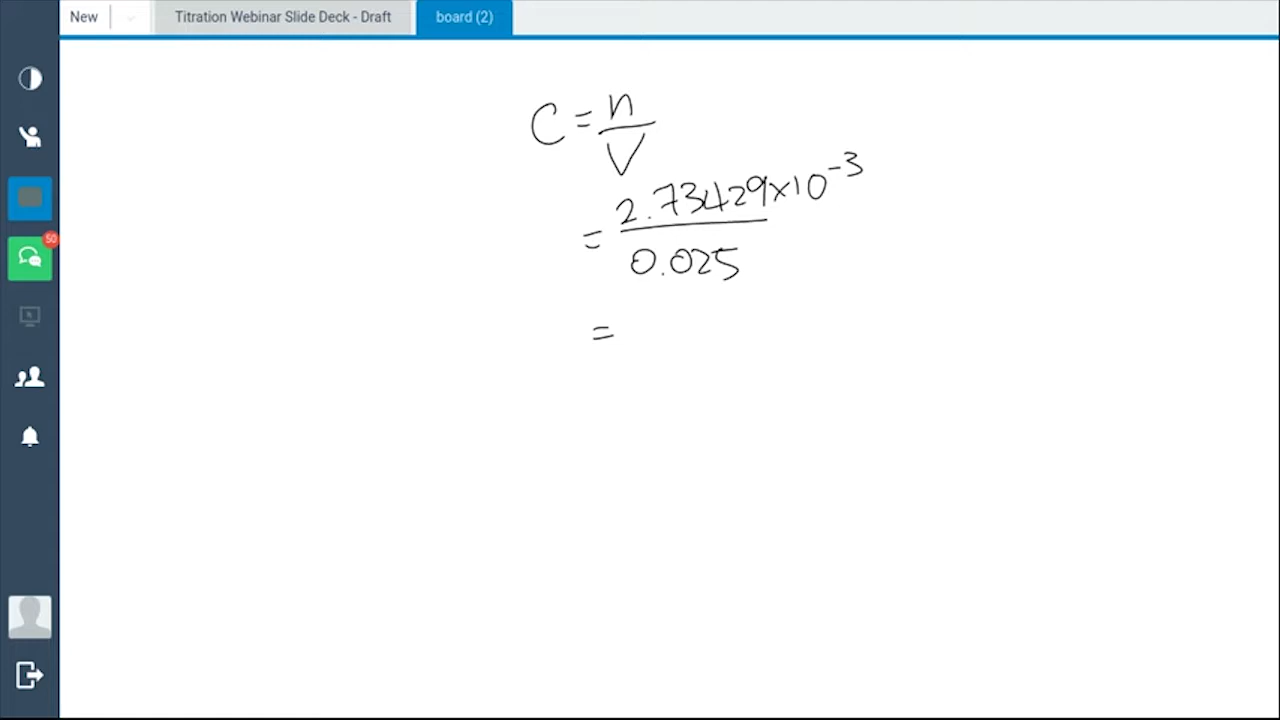 New
Titration Webinar Slide Deck - Draft
board (2)
50
C = n/V
= 2.73429×10⁻³/0.025
=